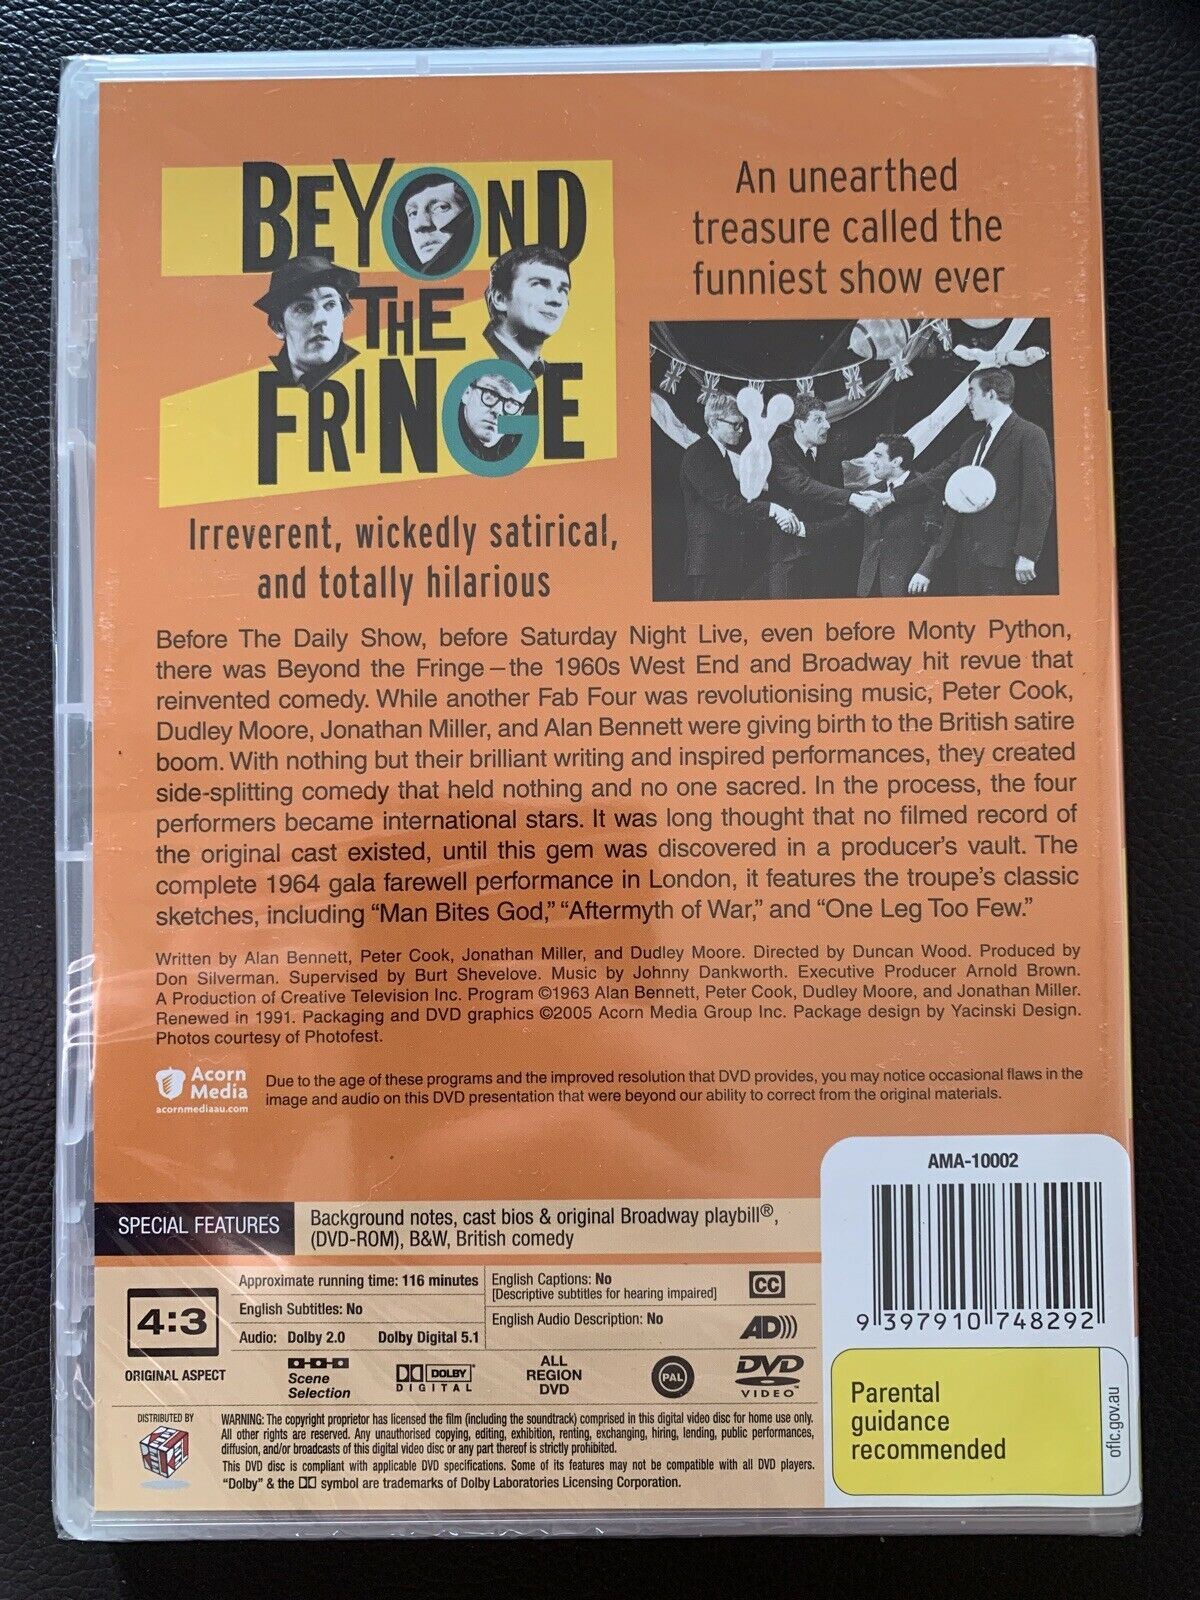 BEYOND
THE
FRINGE
An unearthed
treasure called the
funniest show ever
Irreverent, wickedly satirical,
and totally hilarious
Before The Daily Show, before Saturday Night Live, even before Monty Python,
there was Beyond the Fringe – the 1960s West End and Broadway hit revue that
reinvented comedy. While another Fab Four was revolutionising music, Peter Cook,
Dudley Moore, Jonathan Miller, and Alan Bennett were giving birth to the British satire
boom. With nothing but their brilliant writing and inspired performances, they created
side-splitting comedy that held nothing and no one sacred. In the process, the four
performers became international stars. It was long thought that no filmed record of
the original cast existed, until this gem was discovered in a producer's vault. The
complete 1964 gala farewell performance in London, it features the troupe's classic
sketches, including “Man Bites God,” “Aftermyth of War,” and “One Leg Too Few.”
Written by Alan Bennett, Peter Cook, Jonathan Miller, and Dudley Moore. Directed by Duncan Wood. Produced by
Don Silverman. Supervised by Burt Shevelove. Music by Johnny Dankworth. Executive Producer Arnold Brown.
A Production of Creative Television Inc. Program ©1963 Alan Bennett, Peter Cook, Dudley Moore, and Jonathan Miller.
Renewed in 1991. Packaging and DVD graphics ©2005 Acorn Media Group Inc. Package design by Yacinski Design.
Photos courtesy of Photofest.
Acorn
Media
acornmediaau.com
Due to the age of these programs and the improved resolution that DVD provides, you may notice occasional flaws in the
image and audio on this DVD presentation that were beyond our ability to correct from the original materials.
AMA-10002
9 397910 748292
SPECIAL FEATURES
Background notes, cast bios & original Broadway playbill®,
(DVD-ROM), B&W, British comedy
4:3
ORIGINAL ASPECT
Approximate running time: 116 minutes
English Subtitles: No
Audio: Dolby 2.0 Dolby Digital 5.1
English Captions: No
[Descriptive subtitles for hearing impaired]
CC
English Audio Description: No
AD)))
Scene
Selection
DOLBY
DIGITAL
ALL
REGION
DVD
PAL
DVD
VIDEO™
Parental
guidance
recommended
oflc.gov.au
DISTRIBUTED BY
WARNING: The copyright proprietor has licensed the film (including the soundtrack) comprised in this digital video disc for home use only.
All other rights are reserved. Any unauthorised copying, editing, exhibition, renting, exchanging, hiring, lending, public performances,
diffusion, and/or broadcasts of this digital video disc or any part thereof is strictly prohibited.
This DVD disc is compliant with applicable DVD specifications. Some of its features may not be compatible with all DVD players.
“Dolby” & the DD symbol are trademarks of Dolby Laboratories Licensing Corporation.